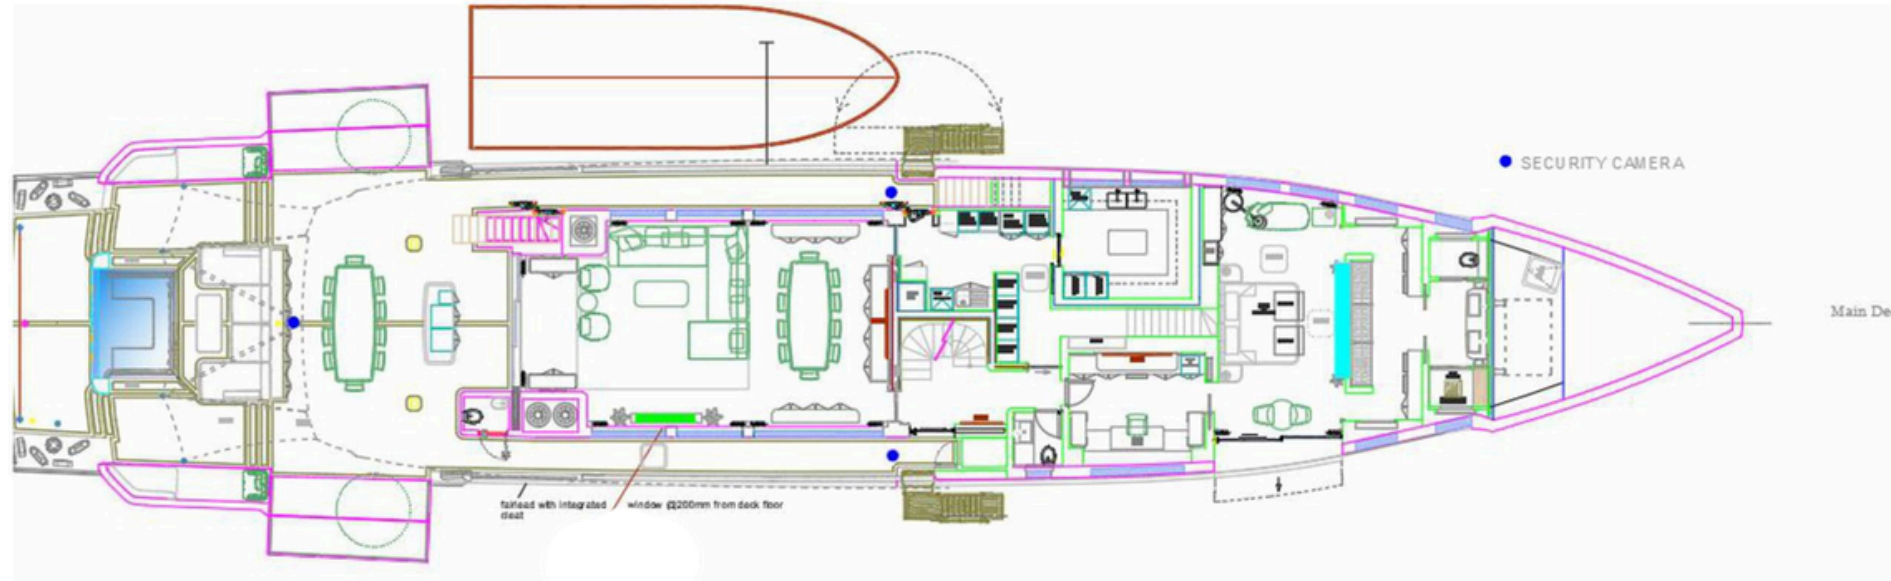 SECURITY CAMERA
Main De
fairlead with integrated
cleat
window @200mm from deck floor